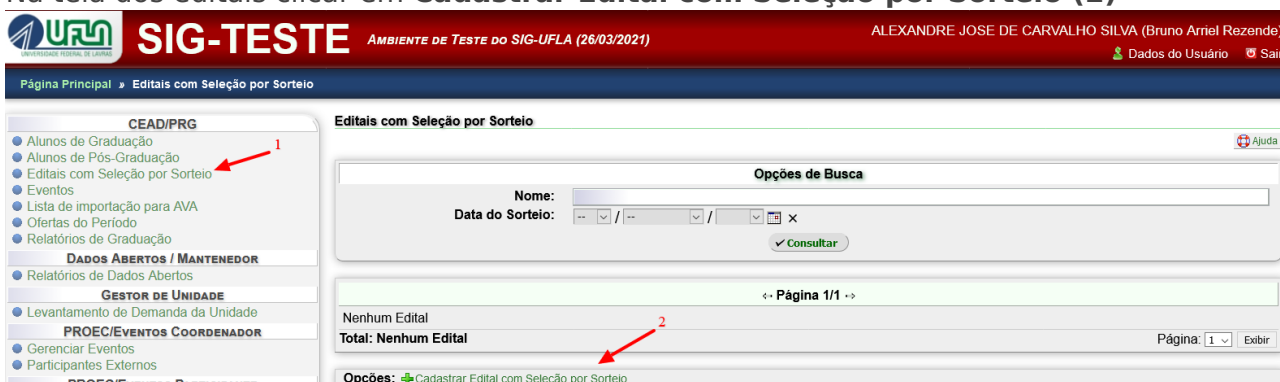 Na tela dos editais clicar em Cadastrar Edital com Seleção por Sorteio (2)
UFLA
UNIVERSIDADE FEDERAL DE LAVRAS
SIG-TESTE
AMBIENTE DE TESTE DO SIG-UFLA (26/03/2021)
ALEXANDRE JOSE DE CARVALHO SILVA (Bruno Arriel Rezende)
Dados do Usuário Sair
Página Principal » Editais com Seleção por Sorteio
CEAD/PRG
Alunos de Graduação
1
Alunos de Pós-Graduação
Editais com Seleção por Sorteio
Eventos
Lista de importação para AVA
Ofertas do Período
Relatórios de Graduação
DADOS ABERTOS / MANTENEDOR
Relatórios de Dados Abertos
GESTOR DE UNIDADE
Levantamento de Demanda da Unidade
PROEC/EVENTOS COORDENADOR
Gerenciar Eventos
Participantes Externos
Editais com Seleção por Sorteio
Ajuda
Opções de Busca
Nome:
Data do Sorteio: -- / -- /
Consultar
Página 1/1
Nenhum Edital
2
Total: Nenhum Edital Página: 1 Exibir
Opções: Cadastrar Edital com Seleção por Sorteio